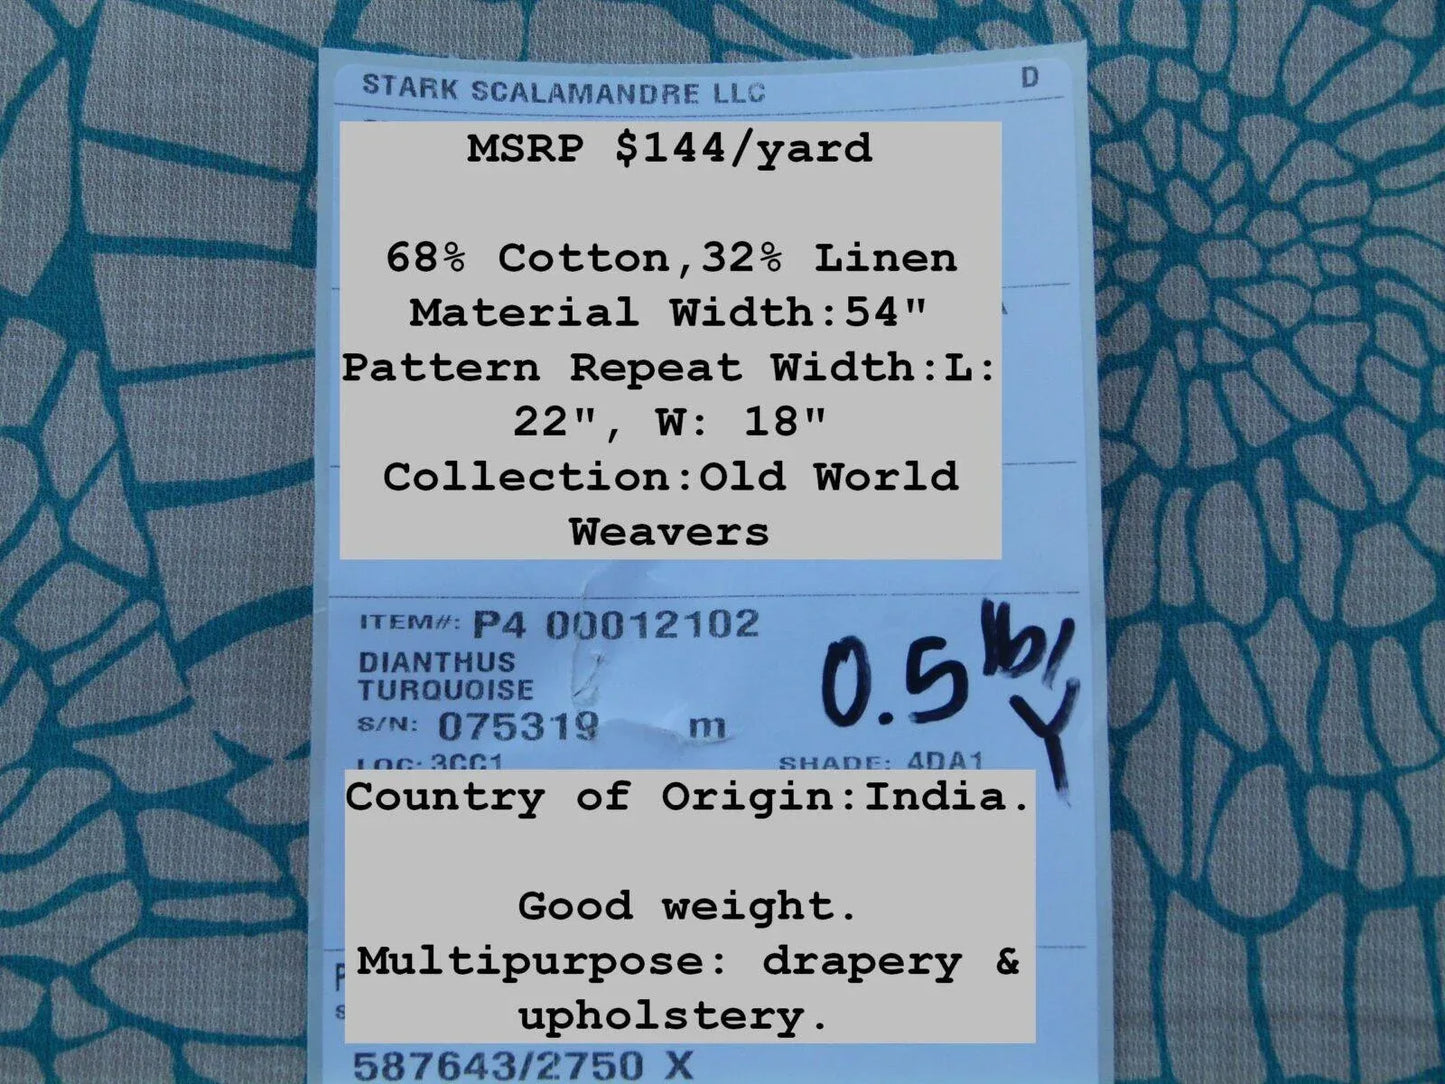 STARK SCALAMANDRE LLC D
MSRP $144/yard
68% Cotton,32% Linen
Material Width:54"
Pattern Repeat Width:L:
22", W: 18"
Collection:Old World
Weavers
ITEM#: P4 00012102
DIANTHUS
TURQUOISE
S/N: 075319 m
0.5 lb/
Y
LOC: 3CC1 SHADE: 4DA1
Country of Origin:India.
Good weight.
Multipurpose: drapery &
upholstery.
587643/2750 X